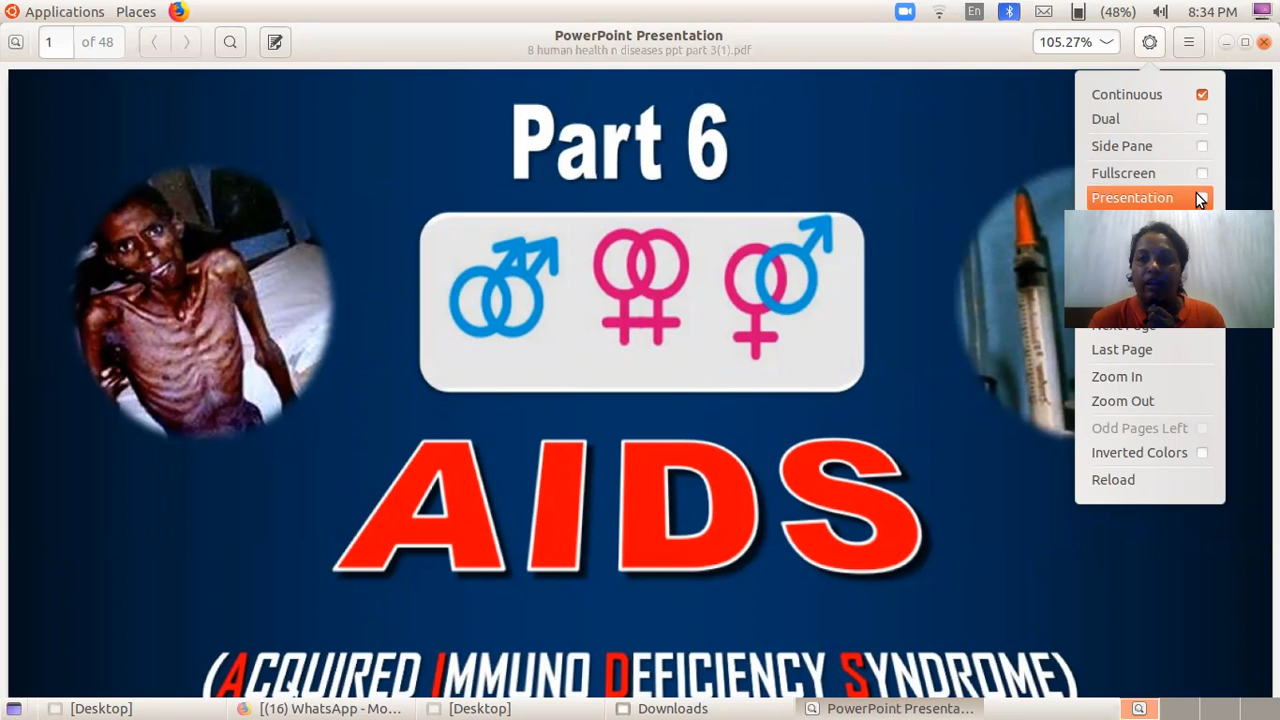 Applications Places En (48%) 8:34 PM
1 of 48 PowerPoint Presentation 105.27%
8 human health n diseases ppt part 3(1).pdf
Continuous
Dual
Side Pane
Fullscreen
Presentation
Last Page
Zoom In
Zoom Out
Odd Pages Left
Inverted Colors
Reload
Part 6
AIDS
(ACQUIRED IMMUNO DEFICIENCY SYNDROME)
[Desktop] [(16) WhatsApp - Mo... [Desktop] Downloads PowerPoint Presenta...